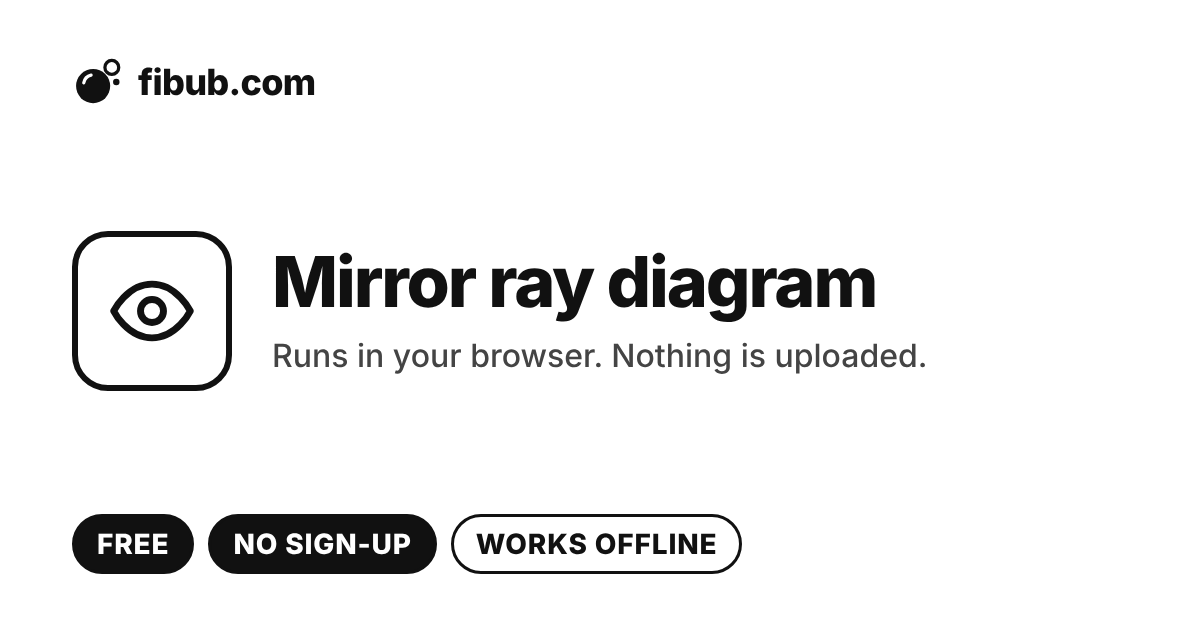 fibub.com
Mirror ray diagram
Runs in your browser. Nothing is uploaded.
FREE
NO SIGN-UP
WORKS OFFLINE